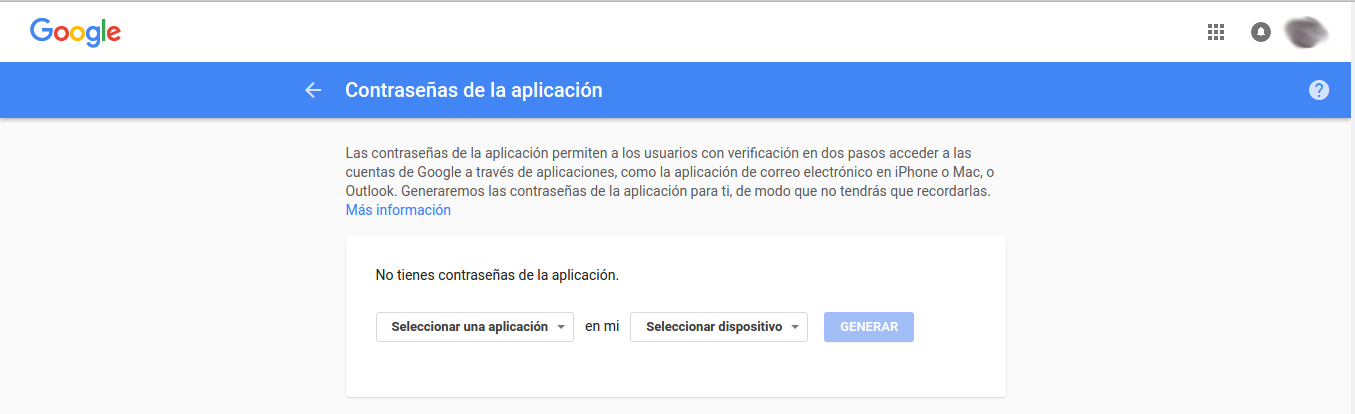 Google
Contraseñas de la aplicación
?
Las contraseñas de la aplicación permiten a los usuarios con verificación en dos pasos acceder a las
cuentas de Google a través de aplicaciones, como la aplicación de correo electrónico en iPhone o Mac, o
Outlook. Generaremos las contraseñas de la aplicación para ti, de modo que no tendrás que recordarlas.
Más información
No tienes contraseñas de la aplicación.
Seleccionar una aplicación en mi Seleccionar dispositivo GENERAR